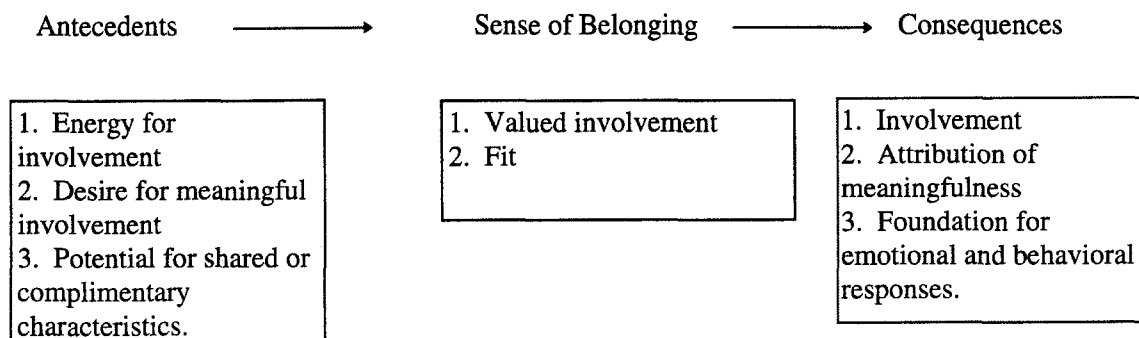 Antecedents
Sense of Belonging
Consequences
1. Energy for
involvement
2. Desire for meaningful
involvement
3. Potential for shared or
complimentary
characteristics.
1. Valued involvement
2. Fit
1. Involvement
2. Attribution of
meaningfulness
3. Foundation for
emotional and behavioral
responses.